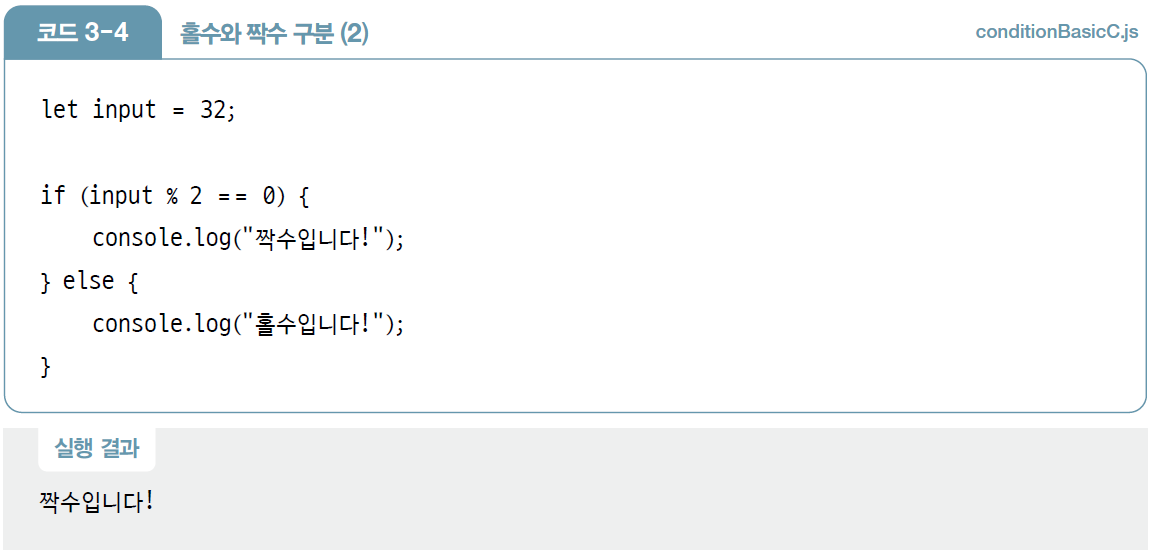 코드 3-4 홀수와 짝수 구분 (2) conditionBasicC.js
let input = 32;
if (input % 2 == 0) {
    console.log("짝수입니다!");
} else {
    console.log("홀수입니다!");
}
실행 결과
짝수입니다!